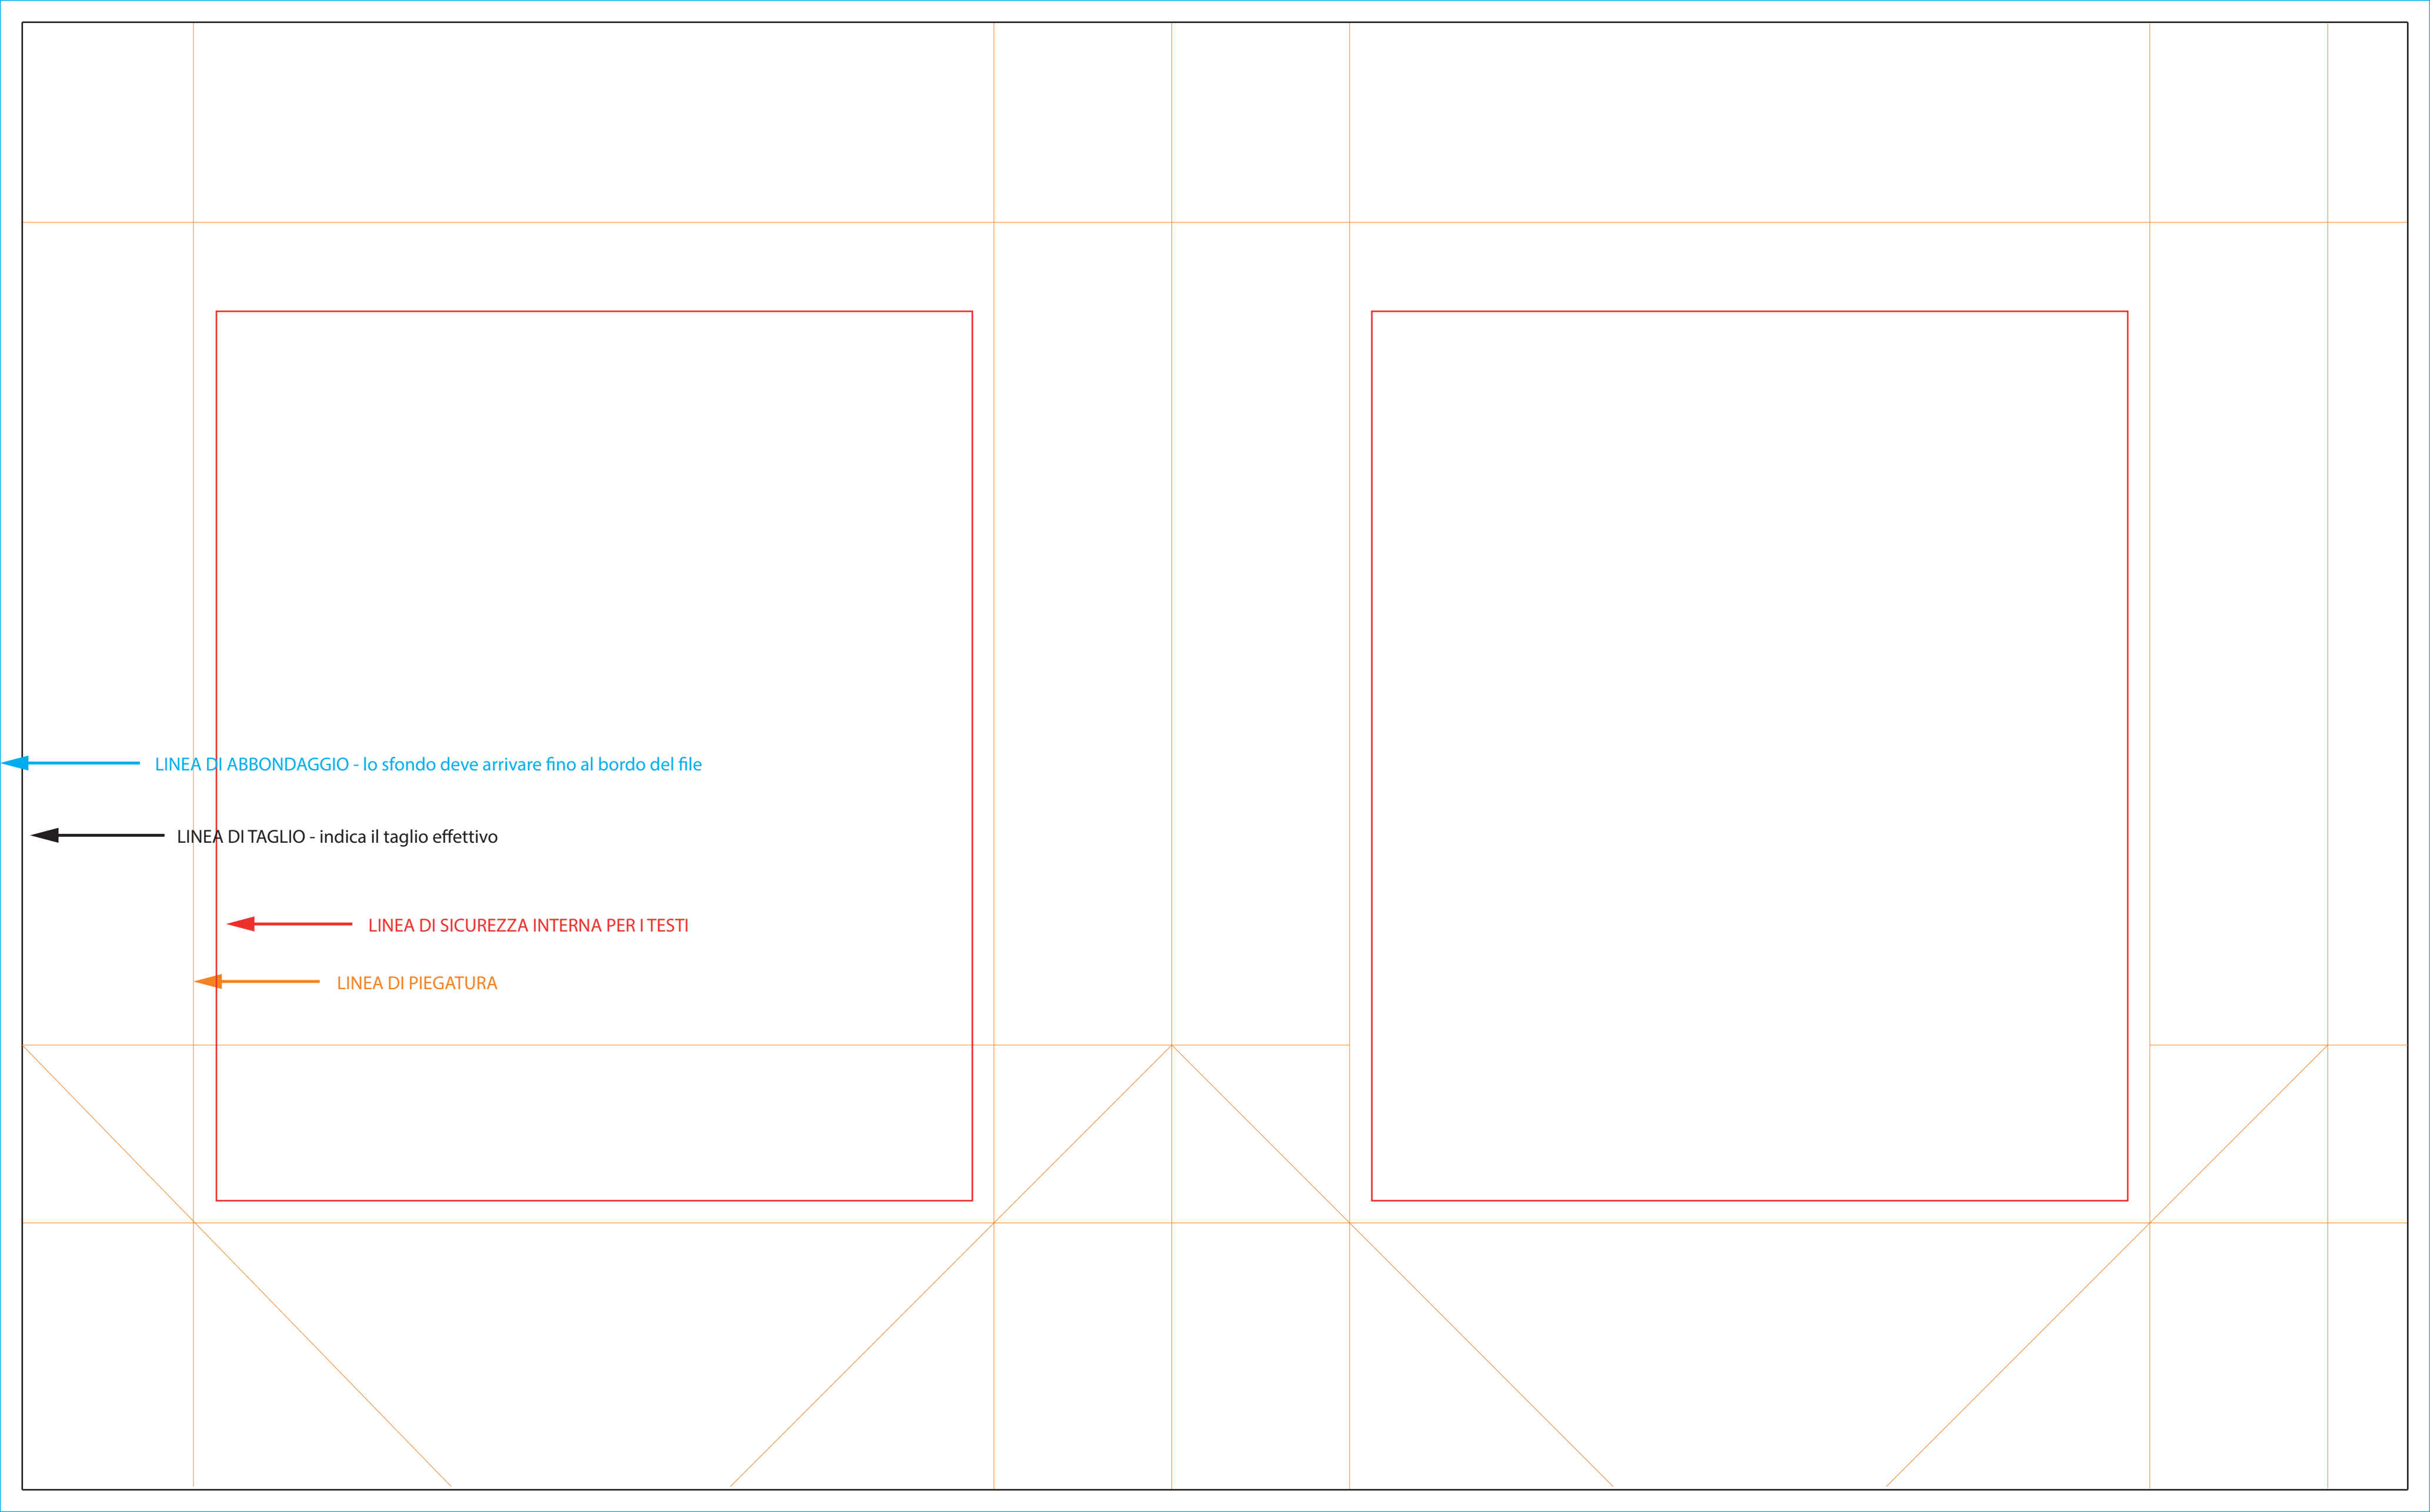 LINEA DI ABBONDAGGIO - lo sfondo deve arrivare fino al bordo del file
LINEA DI TAGLIO - indica il taglio effettivo
LINEA DI SICUREZZA INTERNA PER I TESTI
LINEA DI PIEGATURA